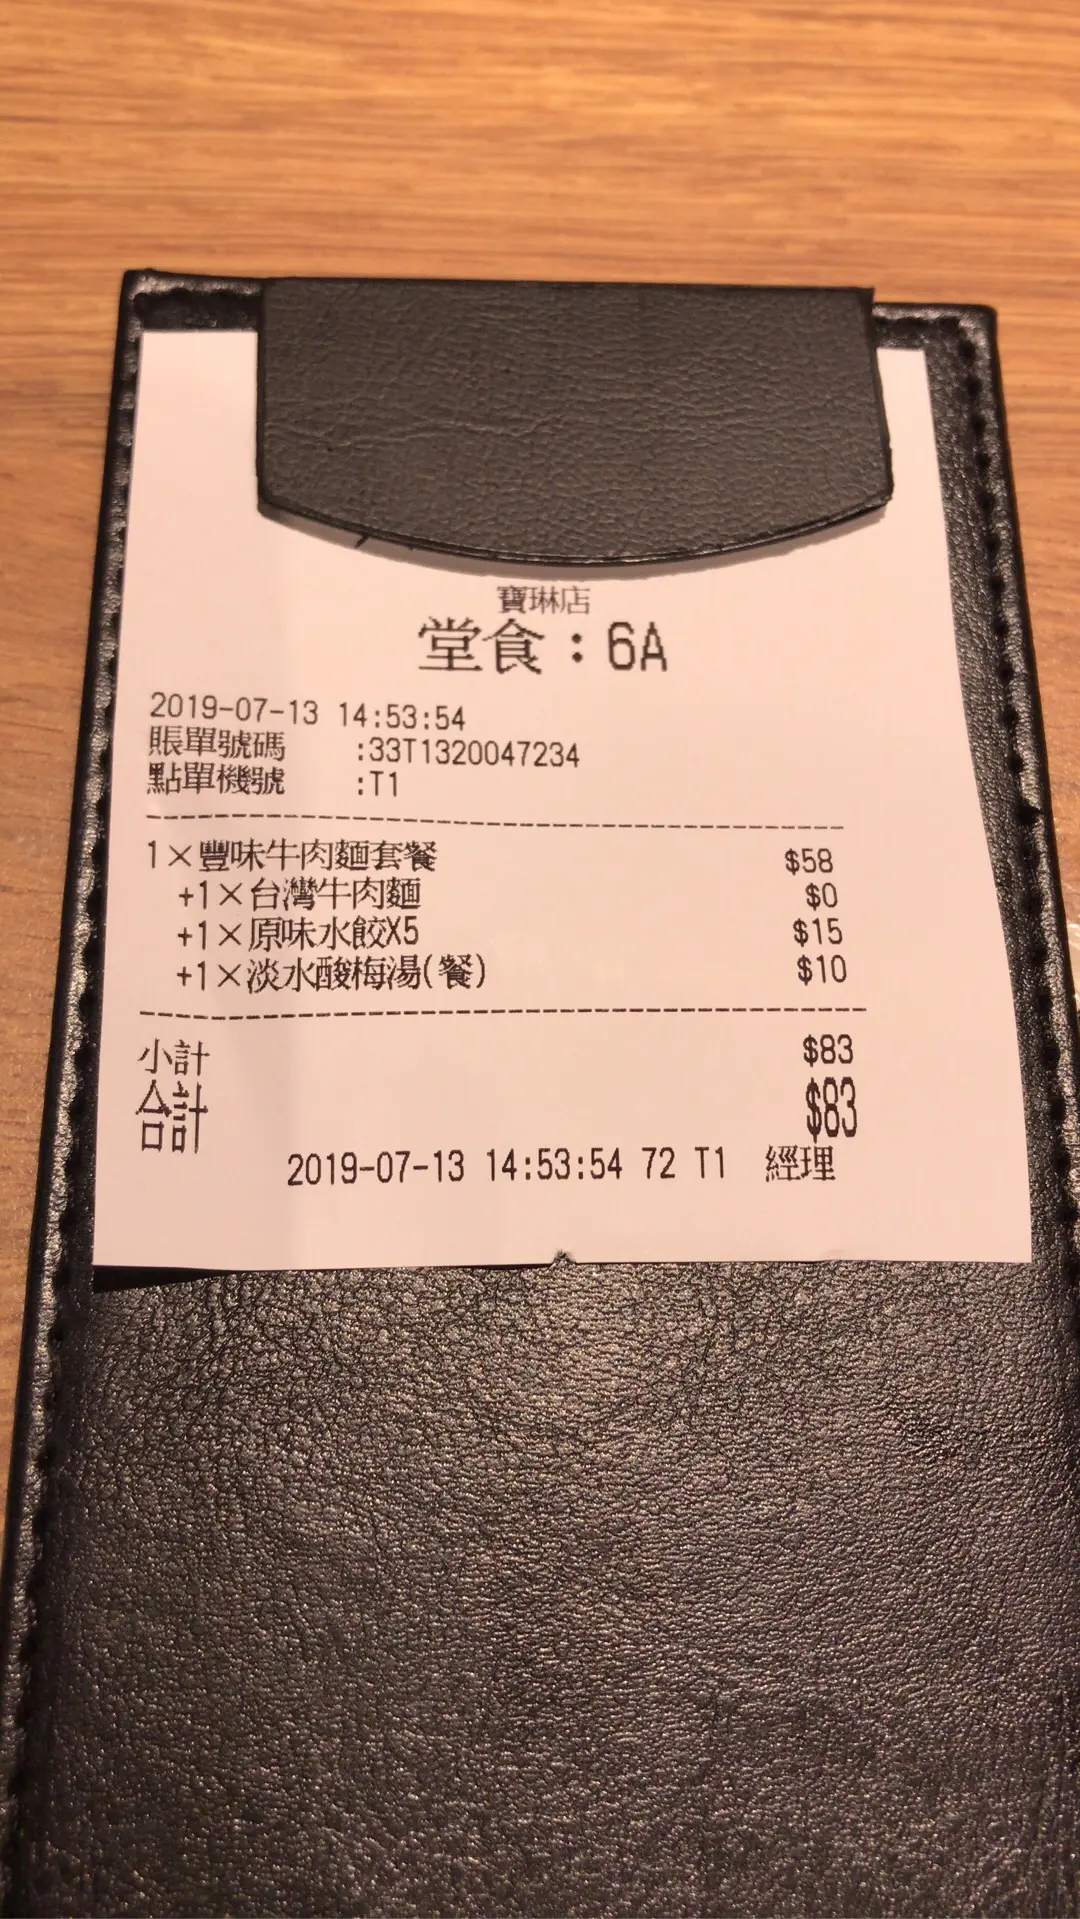 寶琳店
堂食：6A
2019-07-13 14:53:54
賬單號碼 :33T1320047234
點單機號 :T1
1×豐味牛肉麵套餐 $58
+1×台灣牛肉麵 $0
+1×原味水餃X5 $15
+1×淡水酸梅湯(餐) $10
小計 $83
合計 $83
2019-07-13 14:53:54 72 T1 經理